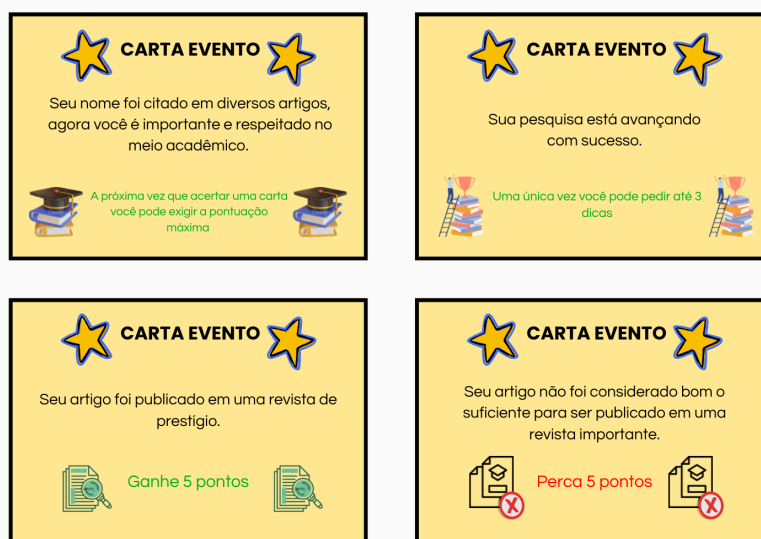 CARTA EVENTO
Seu nome foi citado em diversos artigos,
agora você é importante e respeitado no
meio acadêmico.
A próxima vez que acertar uma carta
você pode exigir a pontuação
máxima
CARTA EVENTO
Sua pesquisa está avançando
com sucesso.
Uma única vez você pode pedir até 3
dicas
CARTA EVENTO
Seu artigo foi publicado em uma revista de
prestígio.
Ganhe 5 pontos
CARTA EVENTO
Seu artigo não foi considerado bom o
suficiente para ser publicado em uma
revista importante.
Perca 5 pontos